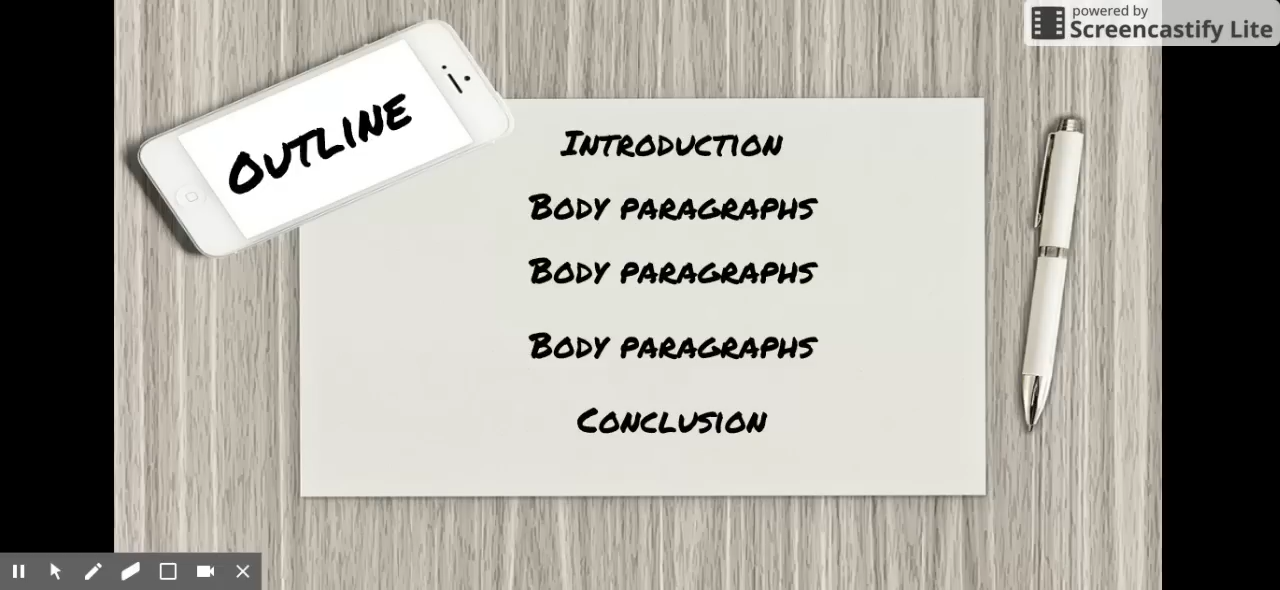 powered by
Screencastify Lite
Outline
Introduction
Body paragraphs
Body paragraphs
Body paragraphs
Conclusion